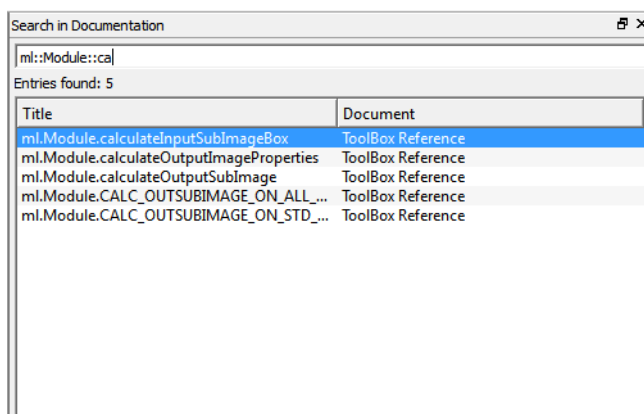 Search in Documentation
ml::Module::ca
Entries found: 5
Title Document
ml.Module.calculateInputSubImageBox ToolBox Reference
ml.Module.calculateOutputImageProperties ToolBox Reference
ml.Module.calculateOutputSubImage ToolBox Reference
ml.Module.CALC_OUTSUBIMAGE_ON_ALL_... ToolBox Reference
ml.Module.CALC_OUTSUBIMAGE_ON_STD_... ToolBox Reference